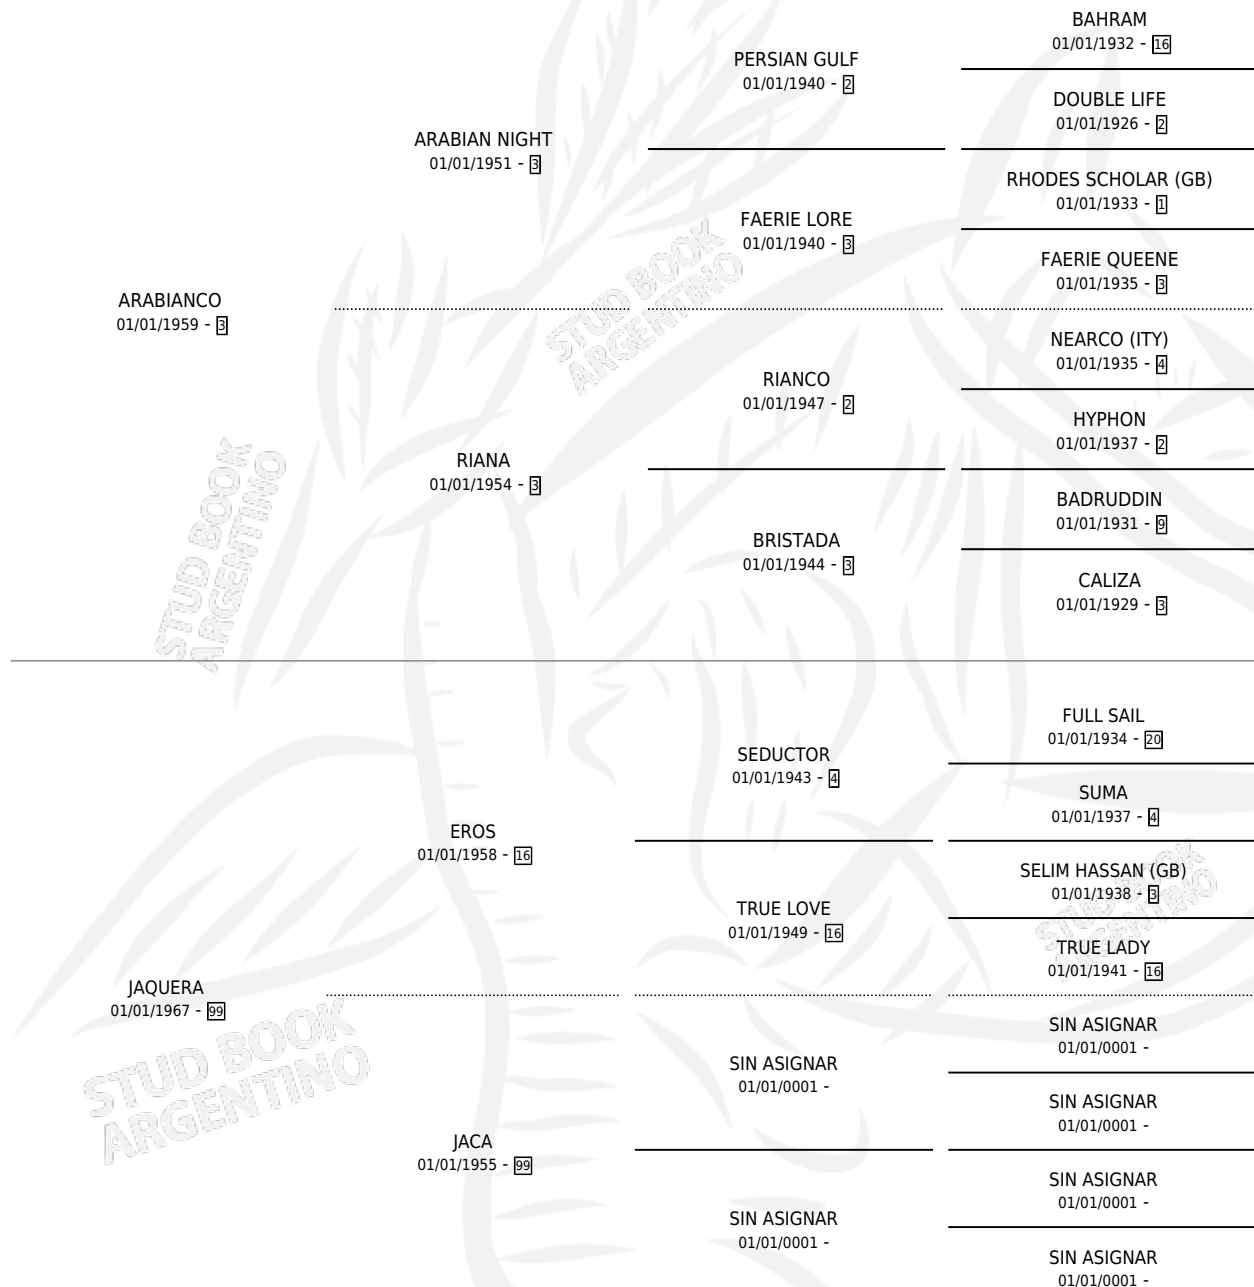 BAHRAM
01/01/1932 - 16
PERSIAN GULF
01/01/1940 - 2
DOUBLE LIFE
01/01/1926 - 2
ARABIAN NIGHT
01/01/1951 - 3
RHODES SCHOLAR (GB)
01/01/1933 - 1
FAERIE LORE
01/01/1940 - 3
FAERIE QUEENE
01/01/1935 - 3
ARABIANCO
01/01/1959 - 3
NEARCO (ITY)
01/01/1935 - 4
RIANCO
01/01/1947 - 2
HYPHON
01/01/1937 - 2
RIANA
01/01/1954 - 3
BADRUDDIN
01/01/1931 - 9
BRISTADA
01/01/1944 - 3
CALIZA
01/01/1929 - 3
FULL SAIL
01/01/1934 - 20
SEDUCTOR
01/01/1943 - 4
SUMA
01/01/1937 - 4
EROS
01/01/1958 - 16
SELIM HASSAN (GB)
01/01/1938 - 3
TRUE LOVE
01/01/1949 - 16
TRUE LADY
01/01/1941 - 16
JAQUERA
01/01/1967 - 99
SIN ASIGNAR
01/01/0001 -
SIN ASIGNAR
01/01/0001 -
SIN ASIGNAR
01/01/0001 -
JACA
01/01/1955 - 99
SIN ASIGNAR
01/01/0001 -
SIN ASIGNAR
01/01/0001 -
SIN ASIGNAR
01/01/0001 -
STUD BOOK
ARGENTINO
STUD BOOK
ARGENTINO
STUD BOOK
ARGENTINO
STUD BOOK
ARGENTINO